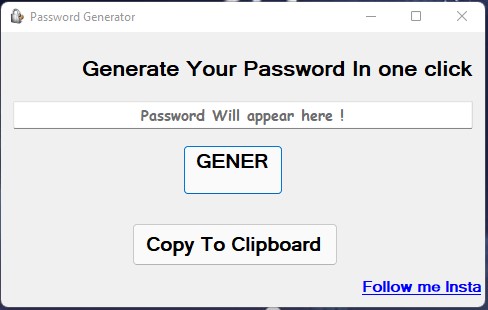 Password Generator
Generate Your Password In one click
Password Will appear here !
GENER
Copy To Clipboard
Follow me Insta